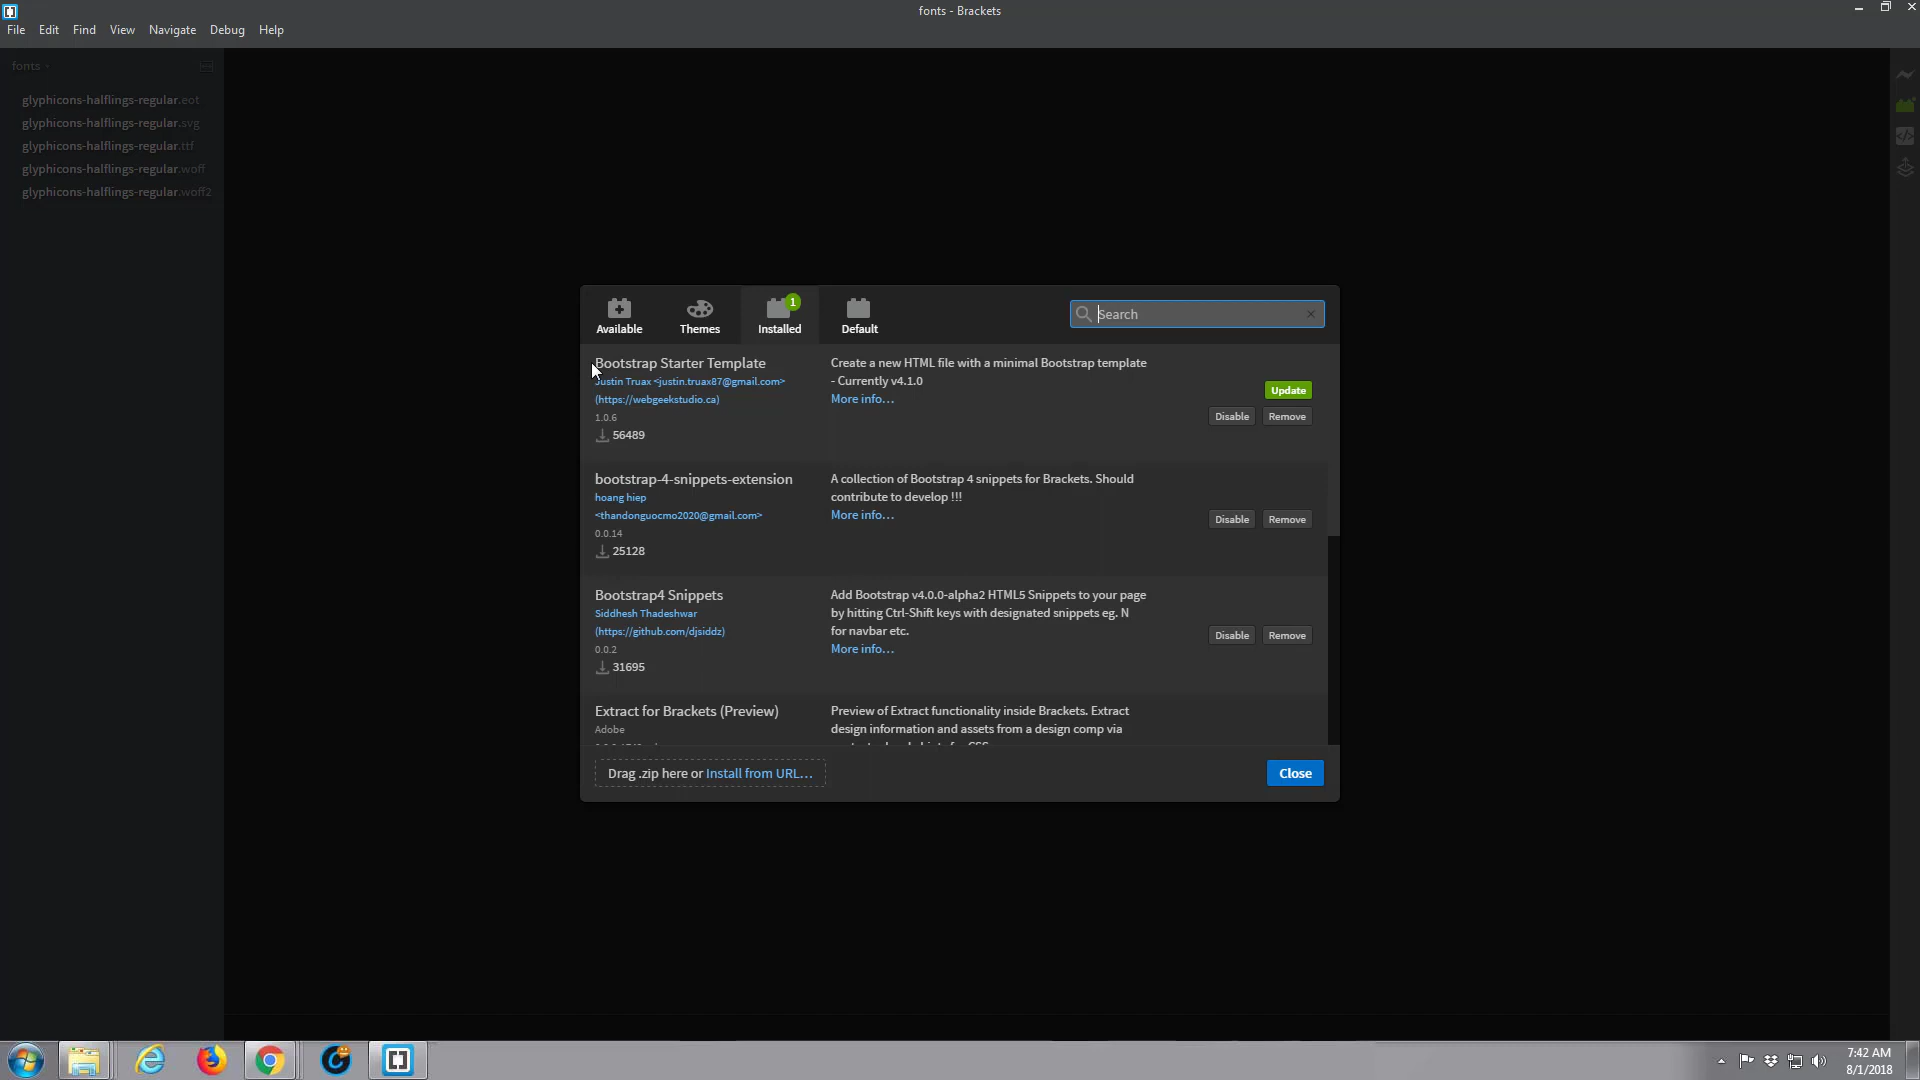 fonts - Brackets
File Edit Find View Navigate Debug Help
fonts
glyphicons-halflings-regular.eot
glyphicons-halflings-regular.svg
glyphicons-halflings-regular.ttf
glyphicons-halflings-regular.woff
glyphicons-halflings-regular.woff2
Available Themes Installed 1 Default Search
Bootstrap Starter Template
Justin Truax <justin.truax87@gmail.com>
(https://webgeekstudio.ca)
1.0.6
56489
Create a new HTML file with a minimal Bootstrap template
- Currently v4.1.0
More info...
Update
Disable Remove
bootstrap-4-snippets-extension
hoang hiep
<thandonguocmo2020@gmail.com>
0.0.14
25128
A collection of Bootstrap 4 snippets for Brackets. Should
contribute to develop !!!
More info...
Disable Remove
Bootstrap4 Snippets
Siddhesh Thadeshwar
(https://github.com/djsiddz)
0.0.2
31695
Add Bootstrap v4.0.0-alpha2 HTML5 Snippets to your page
by hitting Ctrl-Shift keys with designated snippets eg. N
for navbar etc.
More info...
Disable Remove
Extract for Brackets (Preview)
Adobe
Preview of Extract functionality inside Brackets. Extract
design information and assets from a design comp via
Drag .zip here or Install from URL...
Close
7:42 AM
8/1/2018